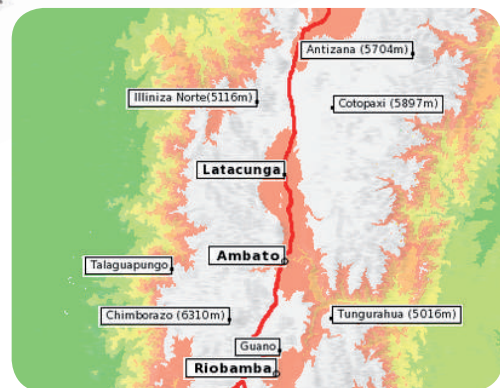 Antizana (5704m)
Illiniza Norte(5116m)
Cotopaxi (5897m)
Latacunga
Ambato
Talaguapungo
Chimborazo (6310m)
Tungurahua (5016m)
Guano
Riobamba